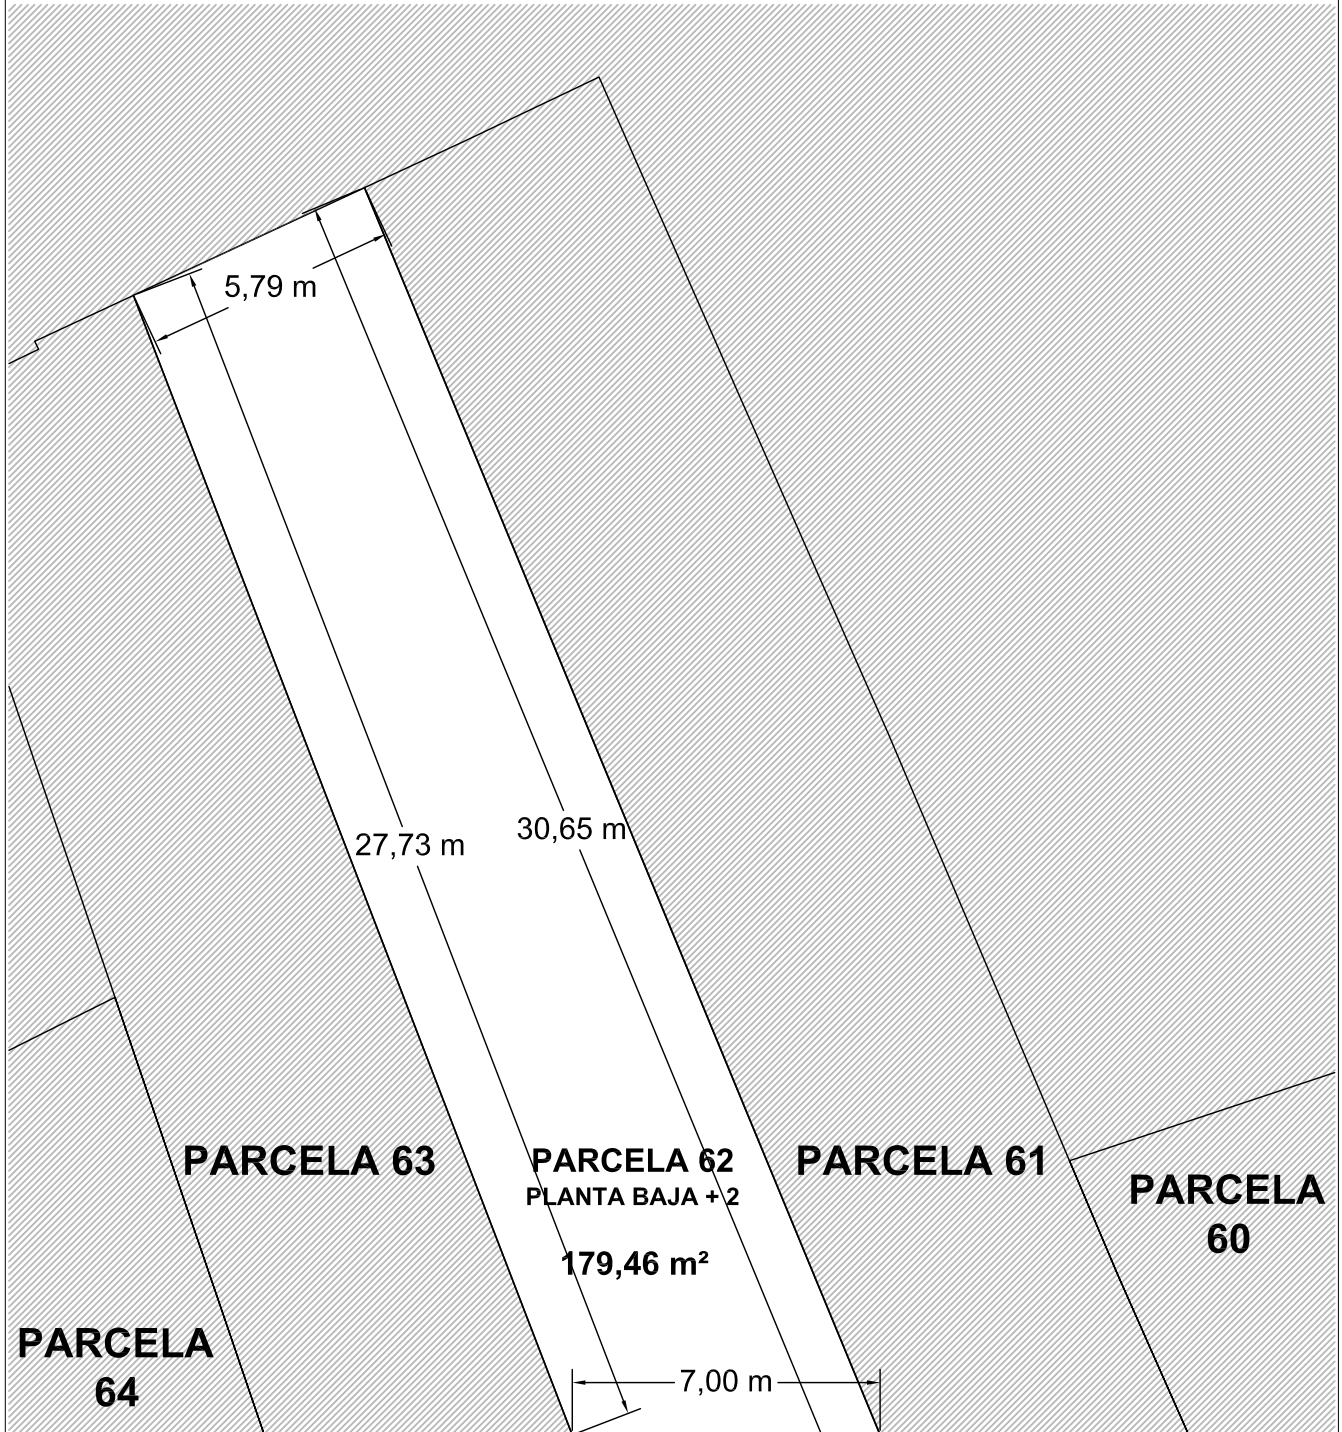 5,79 m
30,65 m
27,73 m
PARCELA 63
PARCELA 62
PLANTA BAJA + 2
179,46 m²
PARCELA 61
PARCELA
60
PARCELA
64
7,00 m